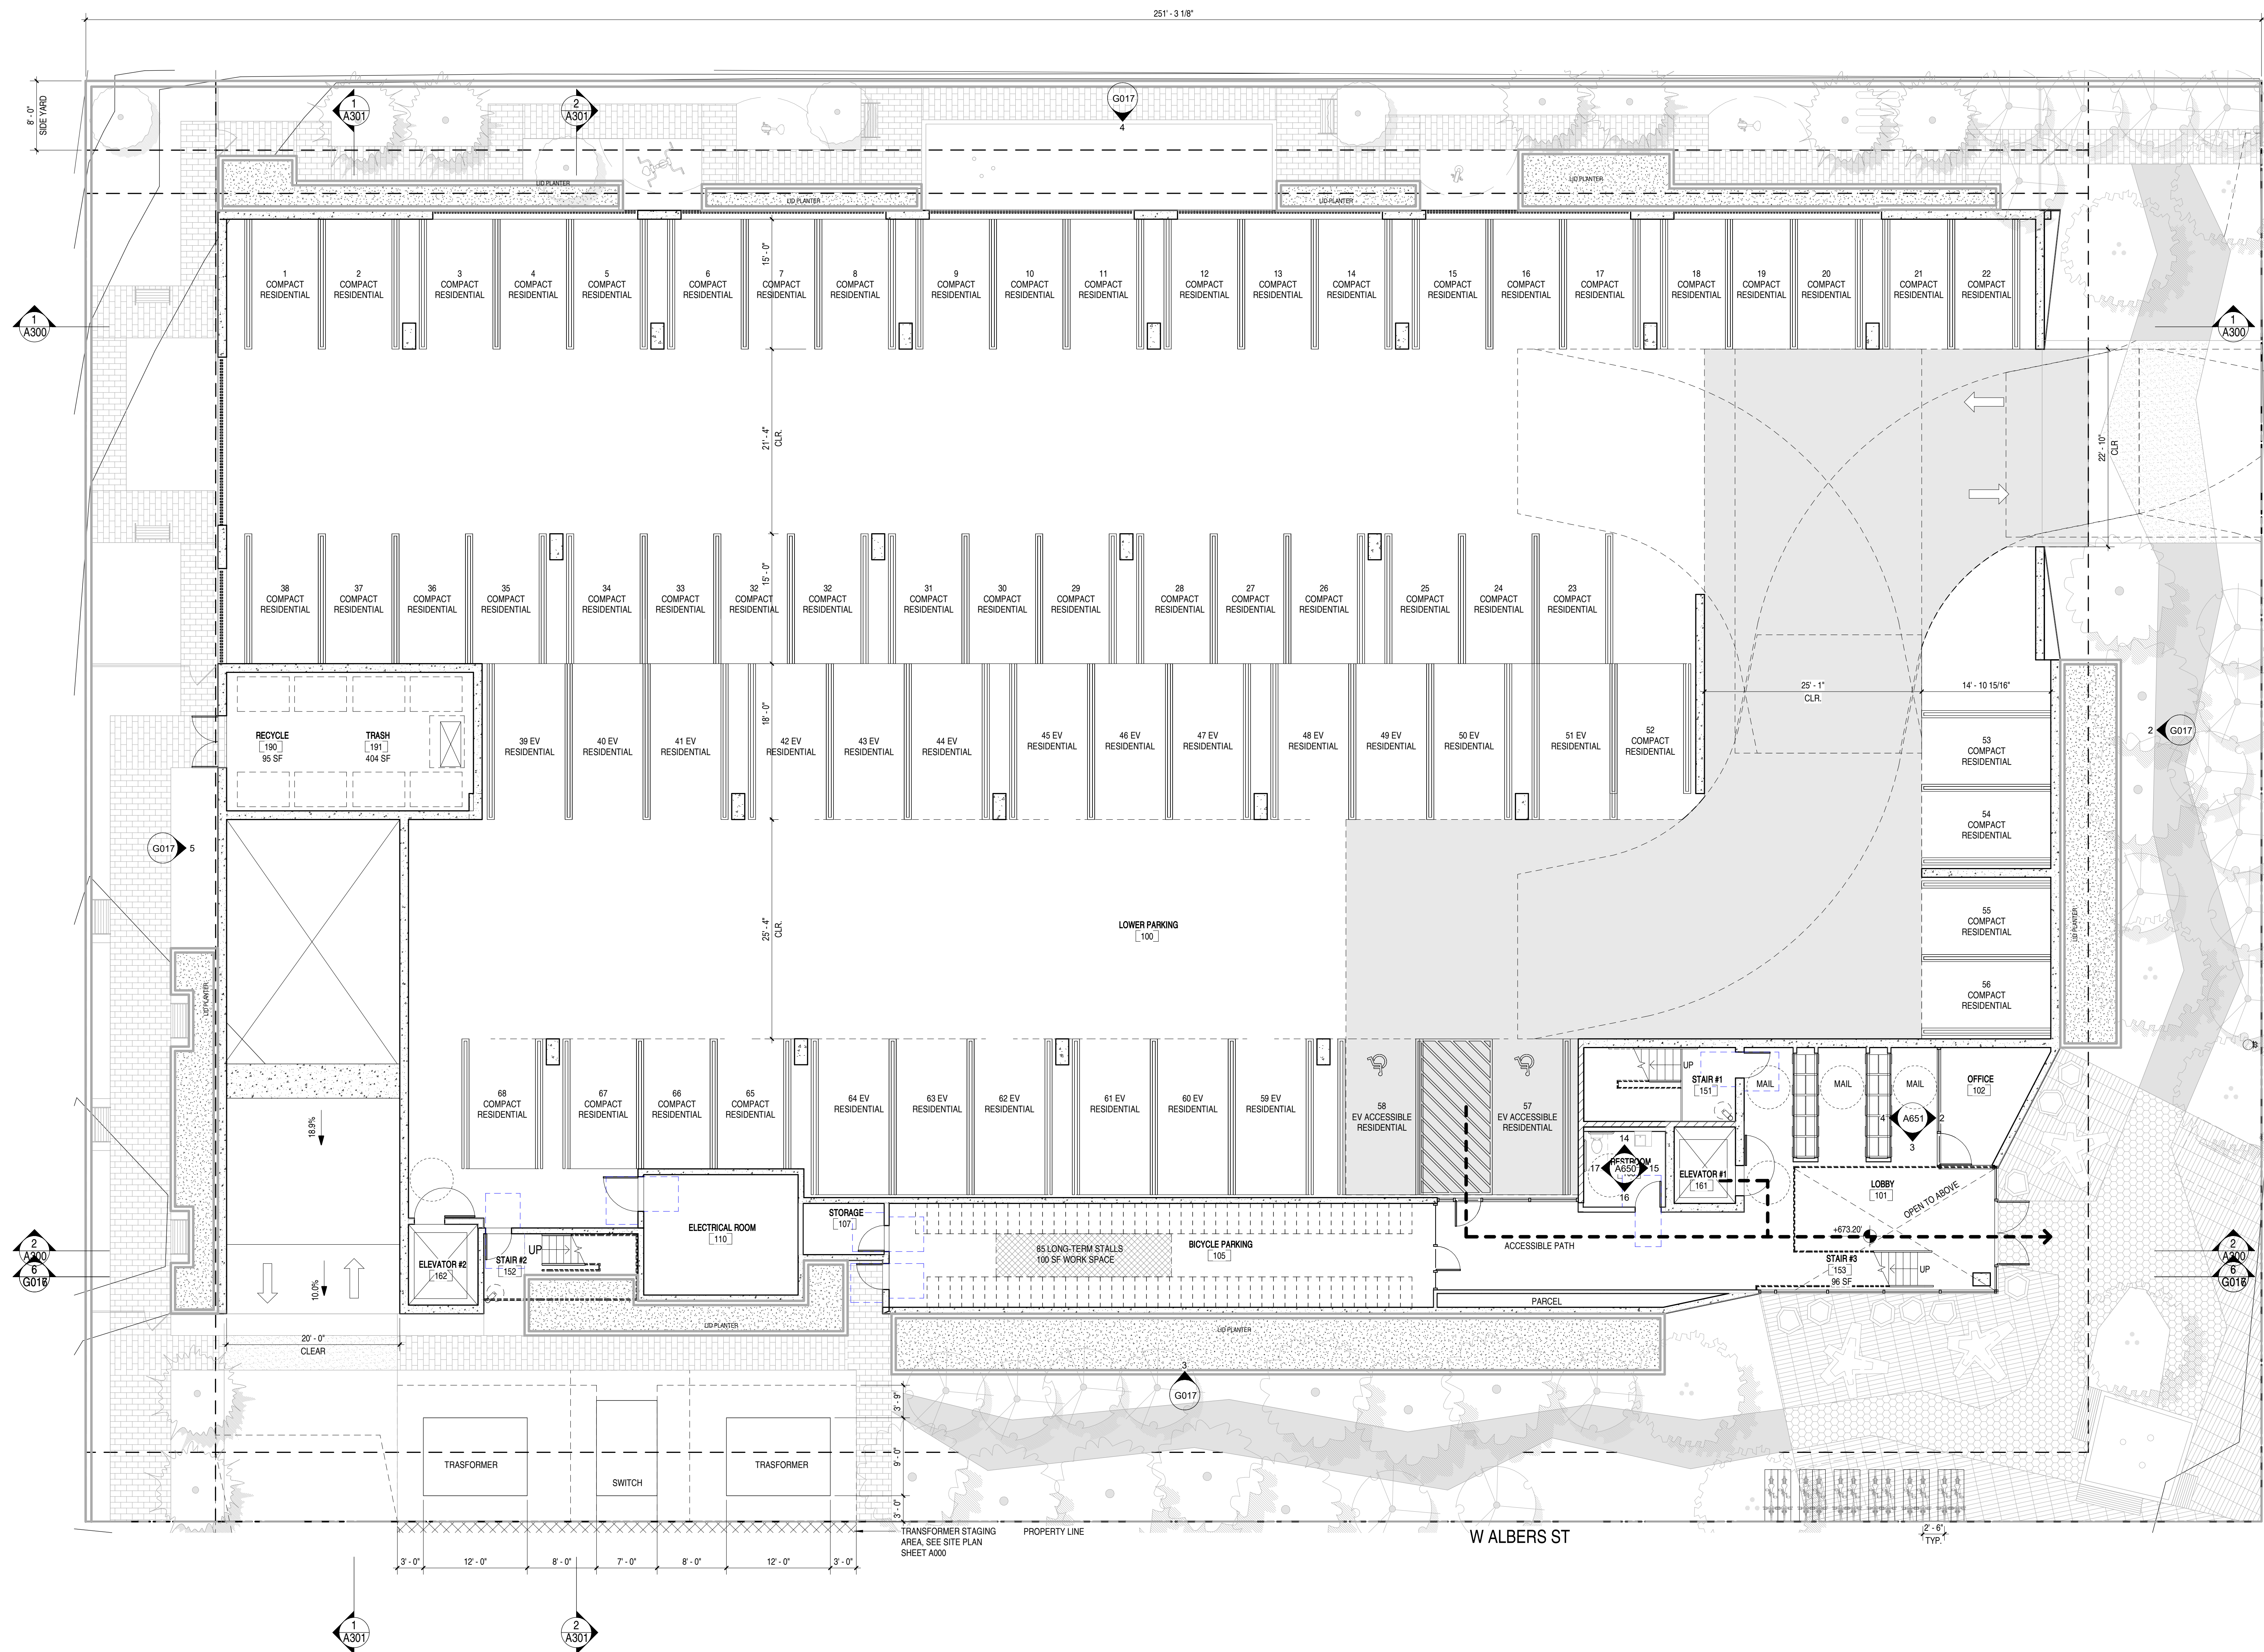 251' - 3 1/8"
8' - 0"
SIDE YARD
1
A301
2
A301
G017
4
LID PLANTER
LID PLANTER
LID PLANTER
LID PLANTER
15' - 0"
1
COMPACT
RESIDENTIAL
2
COMPACT
RESIDENTIAL
3
COMPACT
RESIDENTIAL
4
COMPACT
RESIDENTIAL
5
COMPACT
RESIDENTIAL
6
COMPACT
RESIDENTIAL
7
COMPACT
RESIDENTIAL
8
COMPACT
RESIDENTIAL
9
COMPACT
RESIDENTIAL
10
COMPACT
RESIDENTIAL
11
COMPACT
RESIDENTIAL
12
COMPACT
RESIDENTIAL
13
COMPACT
RESIDENTIAL
14
COMPACT
RESIDENTIAL
15
COMPACT
RESIDENTIAL
16
COMPACT
RESIDENTIAL
17
COMPACT
RESIDENTIAL
18
COMPACT
RESIDENTIAL
19
COMPACT
RESIDENTIAL
20
COMPACT
RESIDENTIAL
21
COMPACT
RESIDENTIAL
22
COMPACT
RESIDENTIAL
1
A300
1
A300
21' - 4"
CLR.
22' - 10"
CLR
38
COMPACT
RESIDENTIAL
37
COMPACT
RESIDENTIAL
36
COMPACT
RESIDENTIAL
35
COMPACT
RESIDENTIAL
34
COMPACT
RESIDENTIAL
33
COMPACT
RESIDENTIAL
32
COMPACT
RESIDENTIAL
15' - 0"
32
COMPACT
RESIDENTIAL
31
COMPACT
RESIDENTIAL
30
COMPACT
RESIDENTIAL
29
COMPACT
RESIDENTIAL
28
COMPACT
RESIDENTIAL
27
COMPACT
RESIDENTIAL
26
COMPACT
RESIDENTIAL
25
COMPACT
RESIDENTIAL
24
COMPACT
RESIDENTIAL
23
COMPACT
RESIDENTIAL
25' - 1"
CLR.
14' - 10 15/16"
RECYCLE
190
95 SF
TRASH
191
404 SF
39 EV
RESIDENTIAL
40 EV
RESIDENTIAL
41 EV
RESIDENTIAL
18' - 0"
42 EV
RESIDENTIAL
43 EV
RESIDENTIAL
44 EV
RESIDENTIAL
45 EV
RESIDENTIAL
46 EV
RESIDENTIAL
47 EV
RESIDENTIAL
48 EV
RESIDENTIAL
49 EV
RESIDENTIAL
50 EV
RESIDENTIAL
51 EV
RESIDENTIAL
52
COMPACT
RESIDENTIAL
53
COMPACT
RESIDENTIAL
54
COMPACT
RESIDENTIAL
55
COMPACT
RESIDENTIAL
56
COMPACT
RESIDENTIAL
2
G017
G017
5
LID PLANTER
LID PLANTER
25' - 4"
CLR.
LOWER PARKING
100
68
COMPACT
RESIDENTIAL
67
COMPACT
RESIDENTIAL
66
COMPACT
RESIDENTIAL
65
COMPACT
RESIDENTIAL
64 EV
RESIDENTIAL
63 EV
RESIDENTIAL
62 EV
RESIDENTIAL
61 EV
RESIDENTIAL
60 EV
RESIDENTIAL
59 EV
RESIDENTIAL
58
EV ACCESSIBLE
RESIDENTIAL
57
EV ACCESSIBLE
RESIDENTIAL
UP
STAIR #1
151
MAIL
MAIL
MAIL
OFFICE
102
4
A651
2
3
14
17
RESTROOM
A650
15
16
ELEVATOR #1
161
LOBBY
101
OPEN TO ABOVE
+673.20'
STAIR #3
153
96 SF
UP
ACCESSIBLE PATH
PARCEL
18.9%
10.0%
ELEVATOR #2
162
STAIR #2
152
UP
ELECTRICAL ROOM
110
STORAGE
107
85 LONG-TERM STALLS
100 SF WORK SPACE
BICYCLE PARKING
105
LID PLANTER
LID PLANTER
2
A300
6
2
A300
6
20' - 0"
CLEAR
3
G017
3' - 9"
9' - 0"
3' - 0"
TRASFORMER
SWITCH
TRASFORMER
TRANSFORMER STAGING
AREA, SEE SITE PLAN
SHEET A000
PROPERTY LINE
W ALBERS ST
2' - 6"
TYP.
3' - 0"
12' - 0"
8' - 0"
7' - 0"
8' - 0"
12' - 0"
3' - 0"
1
A301
2
A301